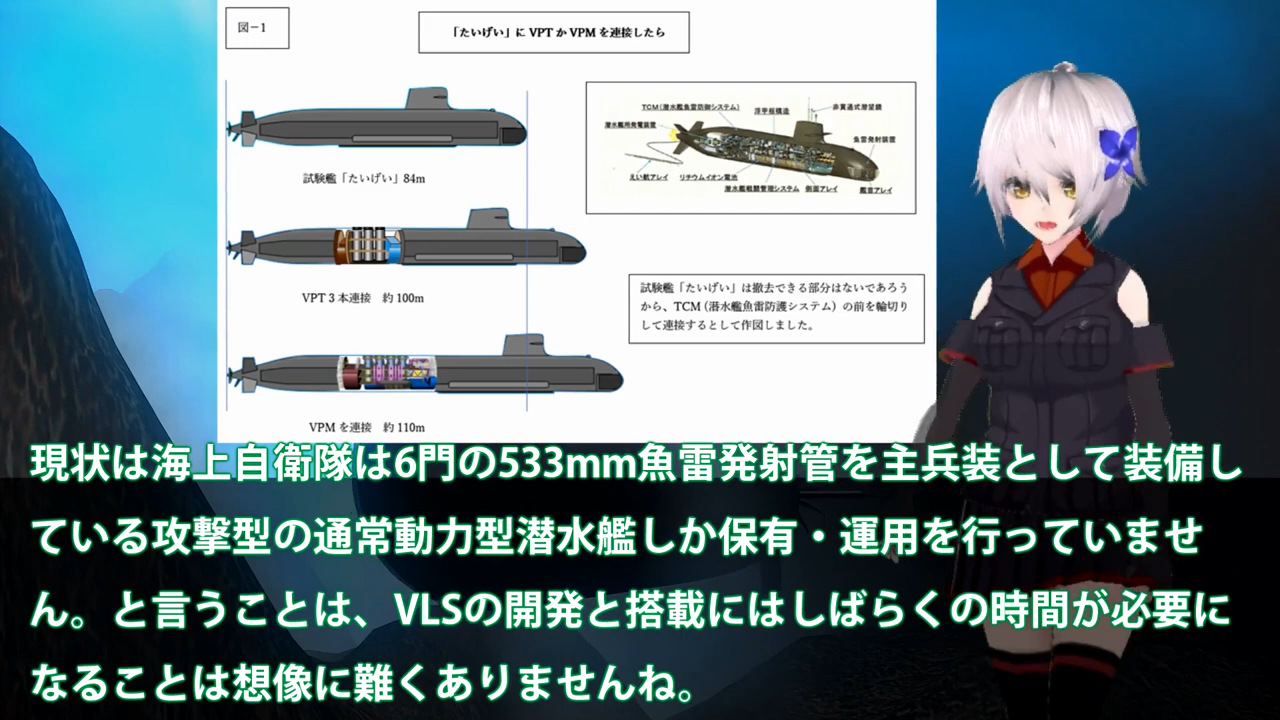 図－1
「たいげい」に VPT か VPM を連接したら
試験艦「たいげい」84m
TCM（潜水艦魚雷防御システム）
浮甲板構造
非貫通式潜望鏡
潜水艦用発電装置
魚雷発射装置
えい航アレイ
リチウムイオン電池
潜水艦戦闘管理システム
側面アレイ
艦首アレイ
VPT 3 本連接　約 100m
試験艦「たいげい」は撤去できる部分はないであろう
から、TCM（潜水艦魚雷防護システム）の前を輪切り
して連接するとして作図しました。
VPM を連接　約 110m
現状は海上自衛隊は6門の533mm魚雷発射管を主兵装として装備し
ている攻撃型の通常動力型潜水艦しか保有・運用を行っていませ
ん。と言うことは、VLSの開発と搭載にはしばらくの時間が必要に
なることは想像に難くありませんね。